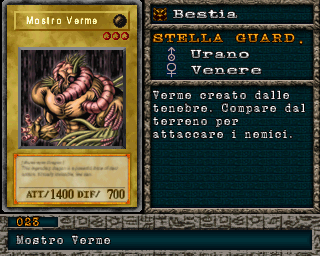 Mostro Verme
ATT/1400 DIF/ 700
Bestia
STELLA GUARD.
Urano
Venere
Verme creato dalle
tenebre. Compare dal
terreno per
attaccare i nemici.
023
Mostro Verme